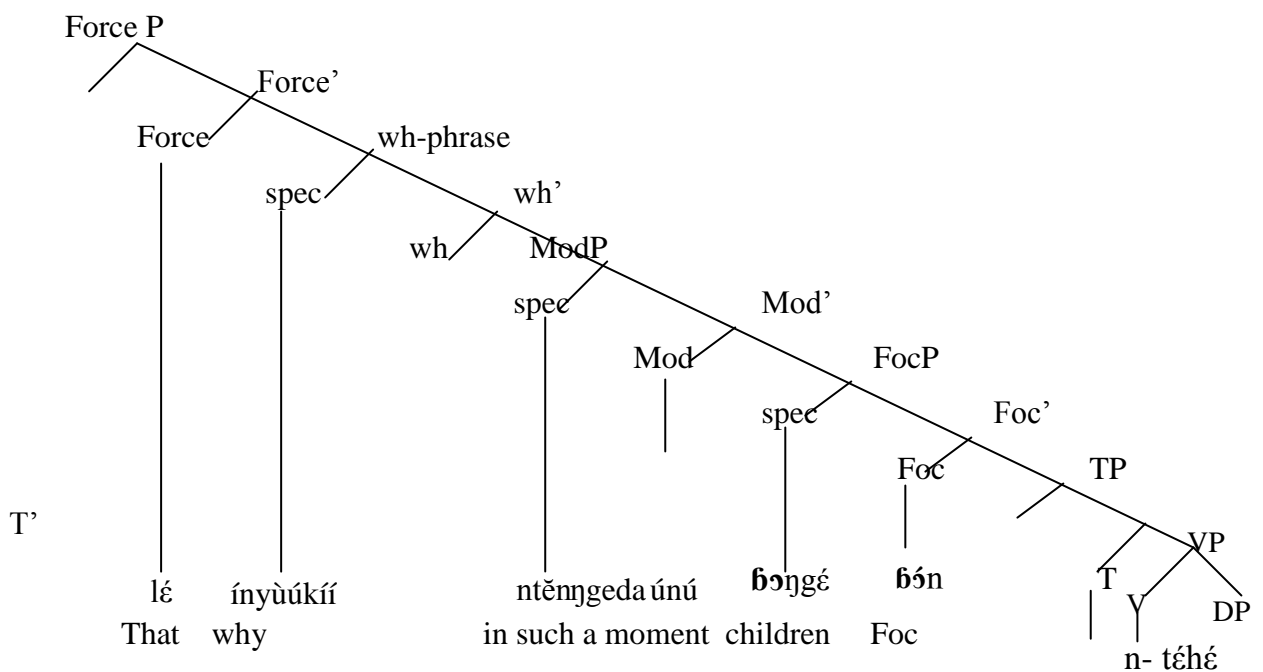 Force P
Force’
Force wh-phrase
spec wh’
wh ModP
spec Mod’
Mod FocP
spec Foc’
Foc TP
T’
VP
T V DP
lɛ́ ínyùúkíí ntěnŋgeda únú ɓɔŋgɛ́ ɓɔ́n
That why in such a moment children Foc
n- tɛ́hɛ́